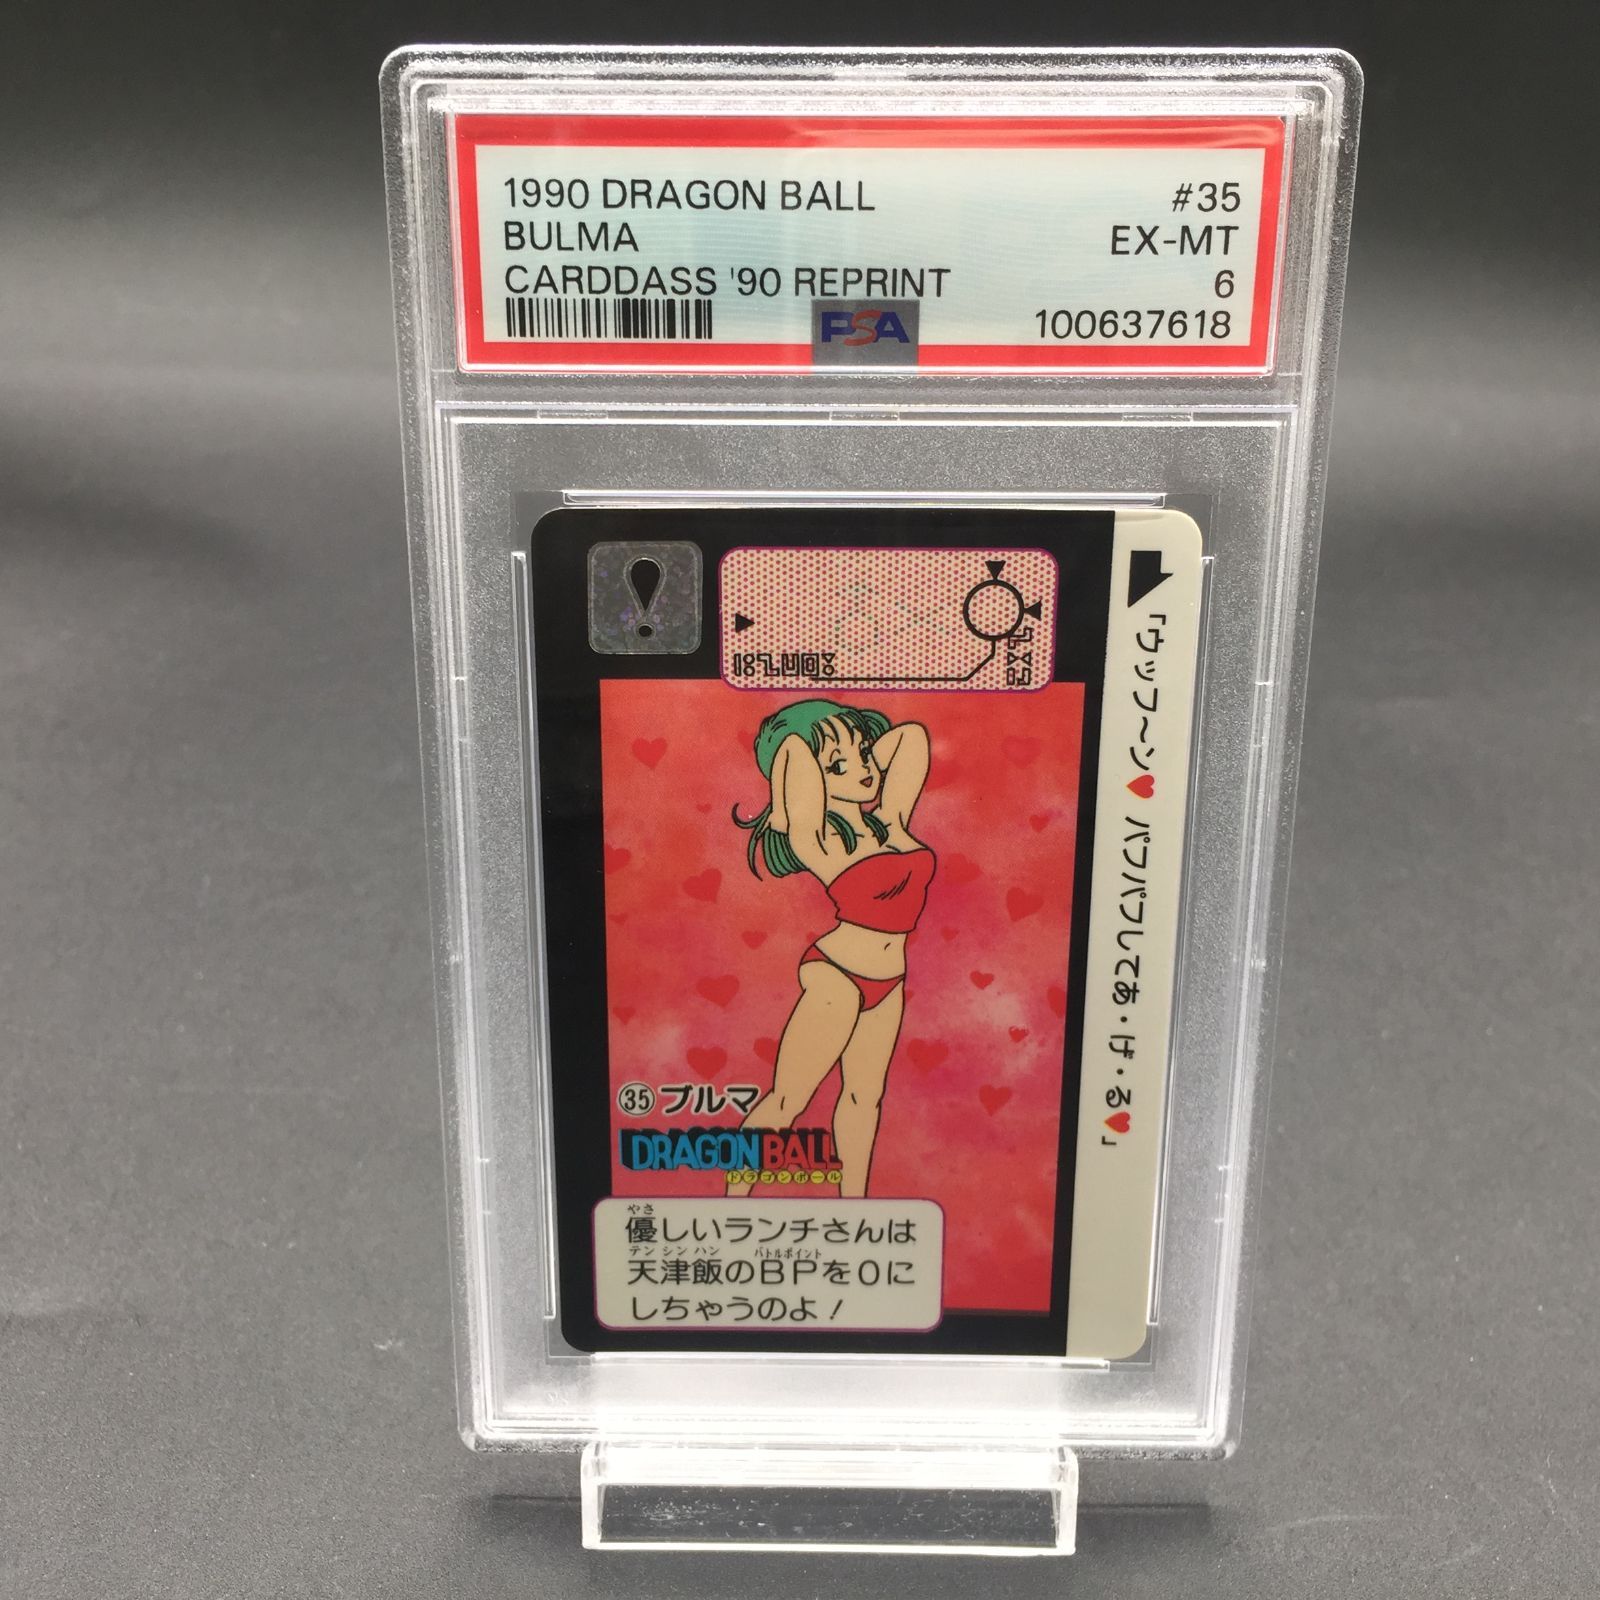 1990 DRAGON BALL #35
BULMA EX-MT
CARDDASS '90 REPRINT 6
PSA 100637618
「ウッフ～ン♥ パフパフしてあ・げ・る♥」
㉟ブルマ
DRAGON BALL
ドラゴンボール
やさ
優しいランチさんは
テン シン ハン バトルポイント
天津飯のBPを0に
しちゃうのよ！